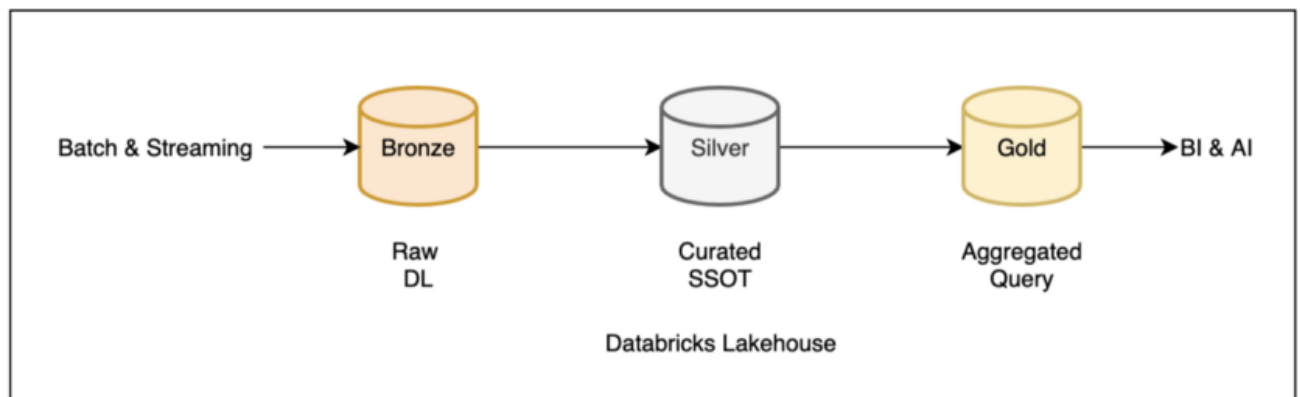 Batch & Streaming
Bronze
Silver
Gold
BI & AI
Raw
DL
Curated
SSOT
Aggregated
Query
Databricks Lakehouse